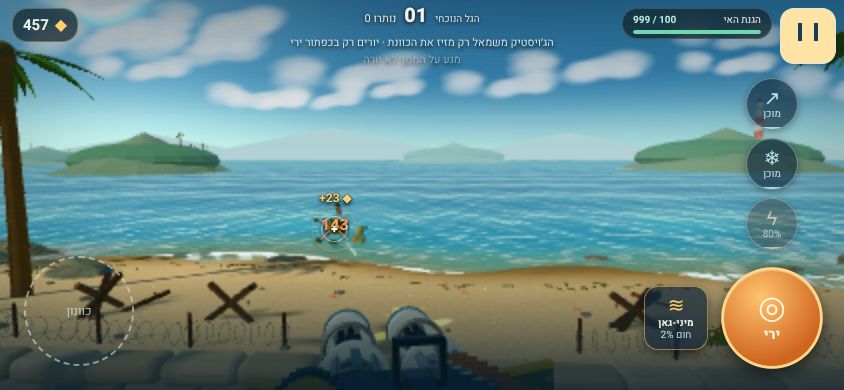 457
הגל הנוכחי 01 נותרו 0
הגנת האי 100 / 999
הג׳ויסטיק משמאל רק מזיז את הכוונת · יורים רק בכפתור ירי
מגע על המסך לא יורה
מוכן
מוכן
80%
+23
143
כוונון
מיני-גאן
חום 2%
ירי